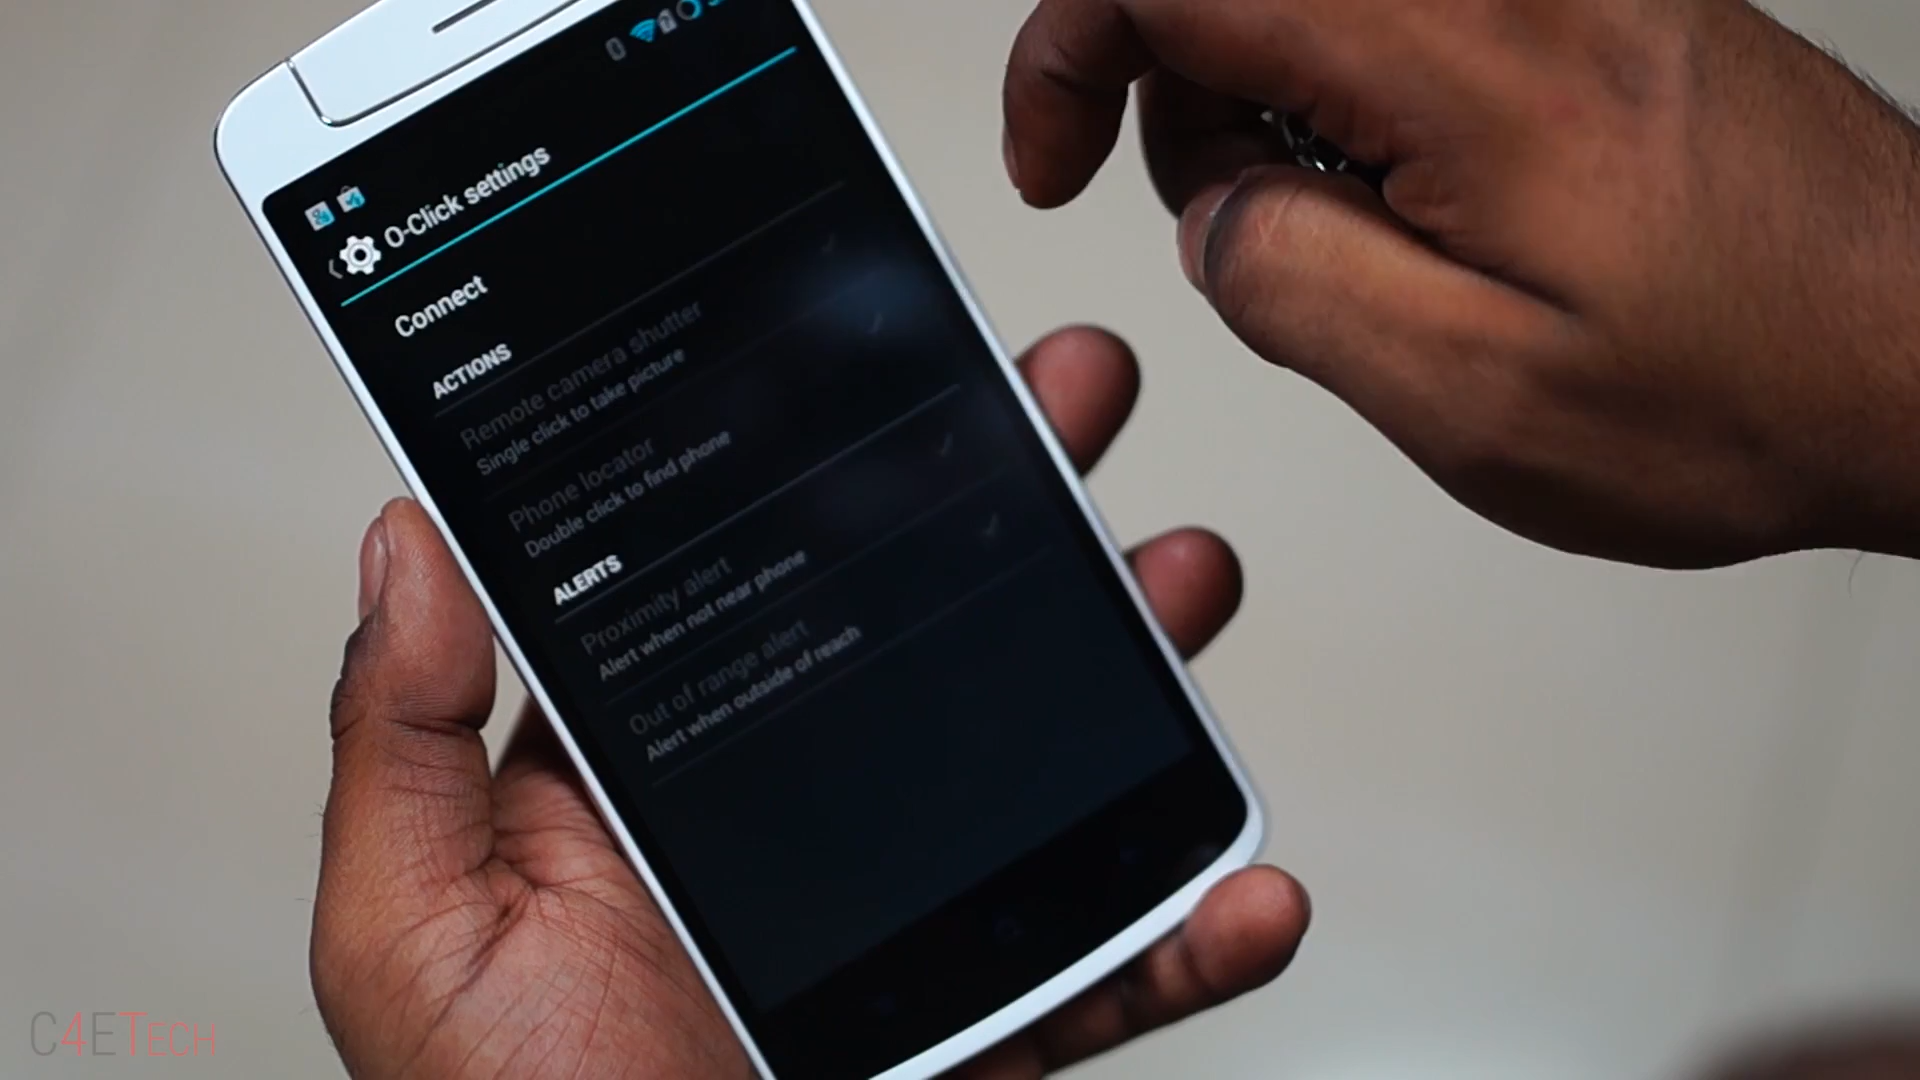 O-Click settings
Connect
ACTIONS
Remote camera shutter
Single click to take picture
Phone locator
Double click to find phone
ALERTS
Proximity alert
Alert when not near phone
Out of range alert
Alert when outside of reach
C4ETECH